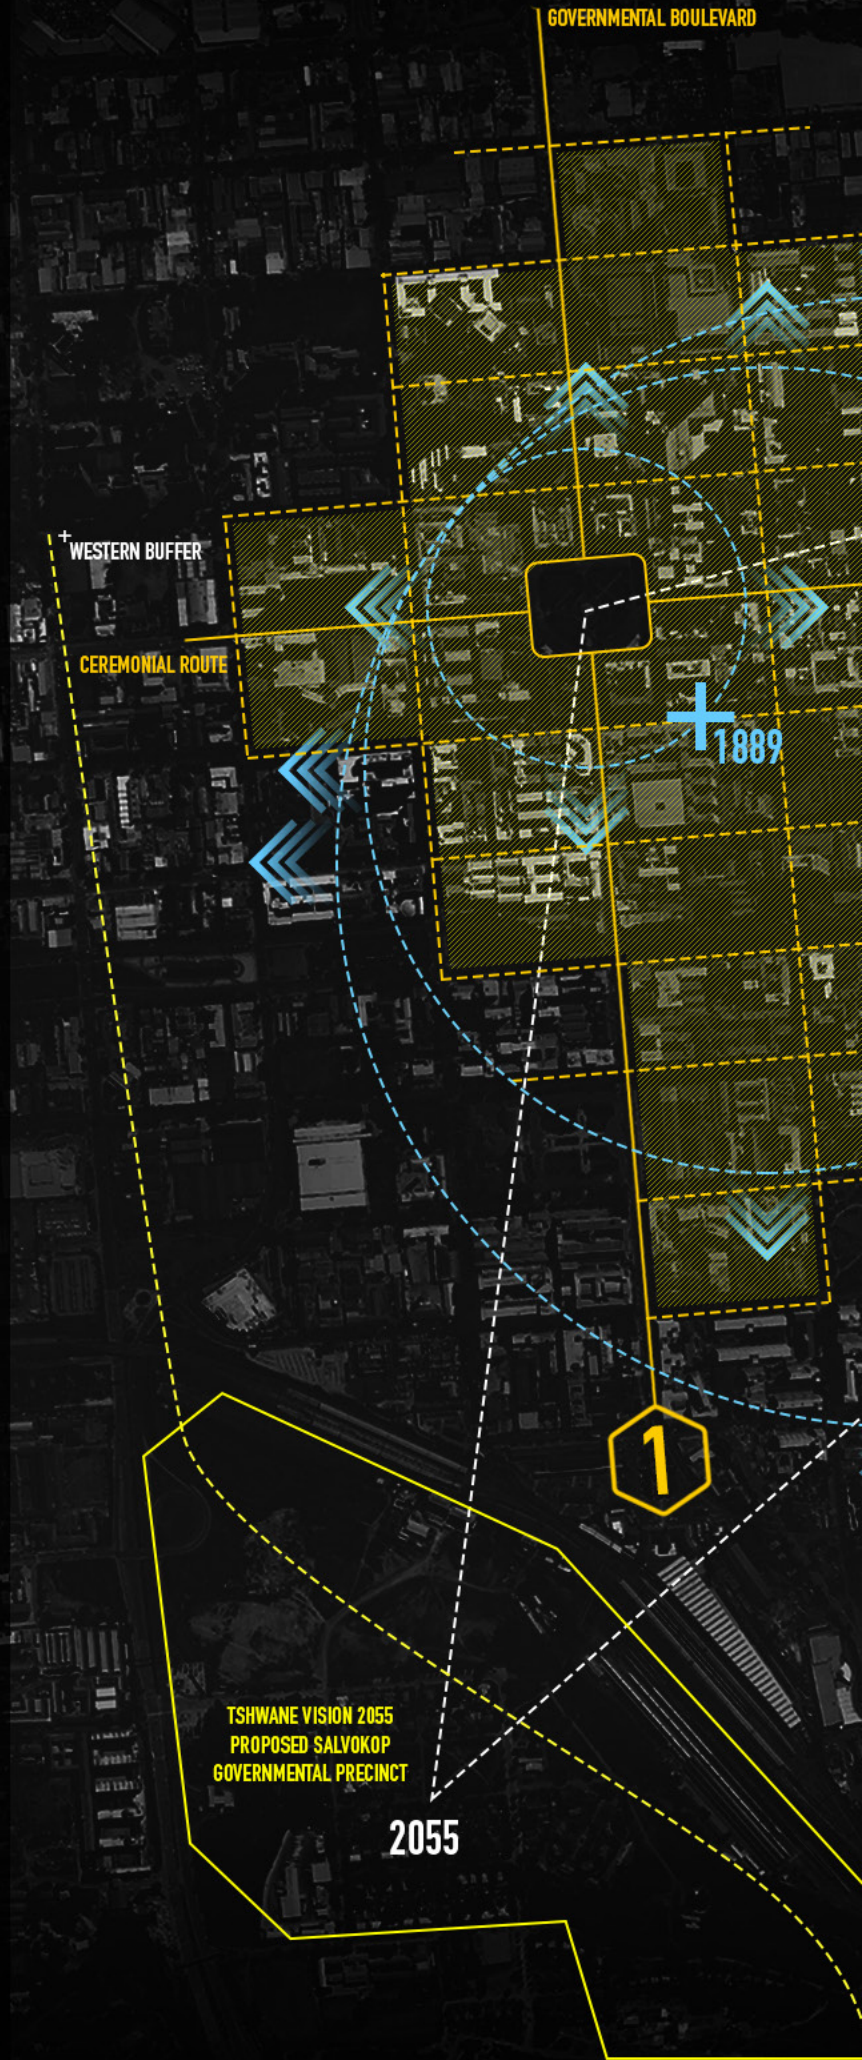 GOVERNMENTAL BOULEVARD
WESTERN BUFFER
CEREMONIAL ROUTE
1889
1
TSHWANE VISION 2055
PROPOSED SALVOKOP
GOVERNMENTAL PRECINCT
2055